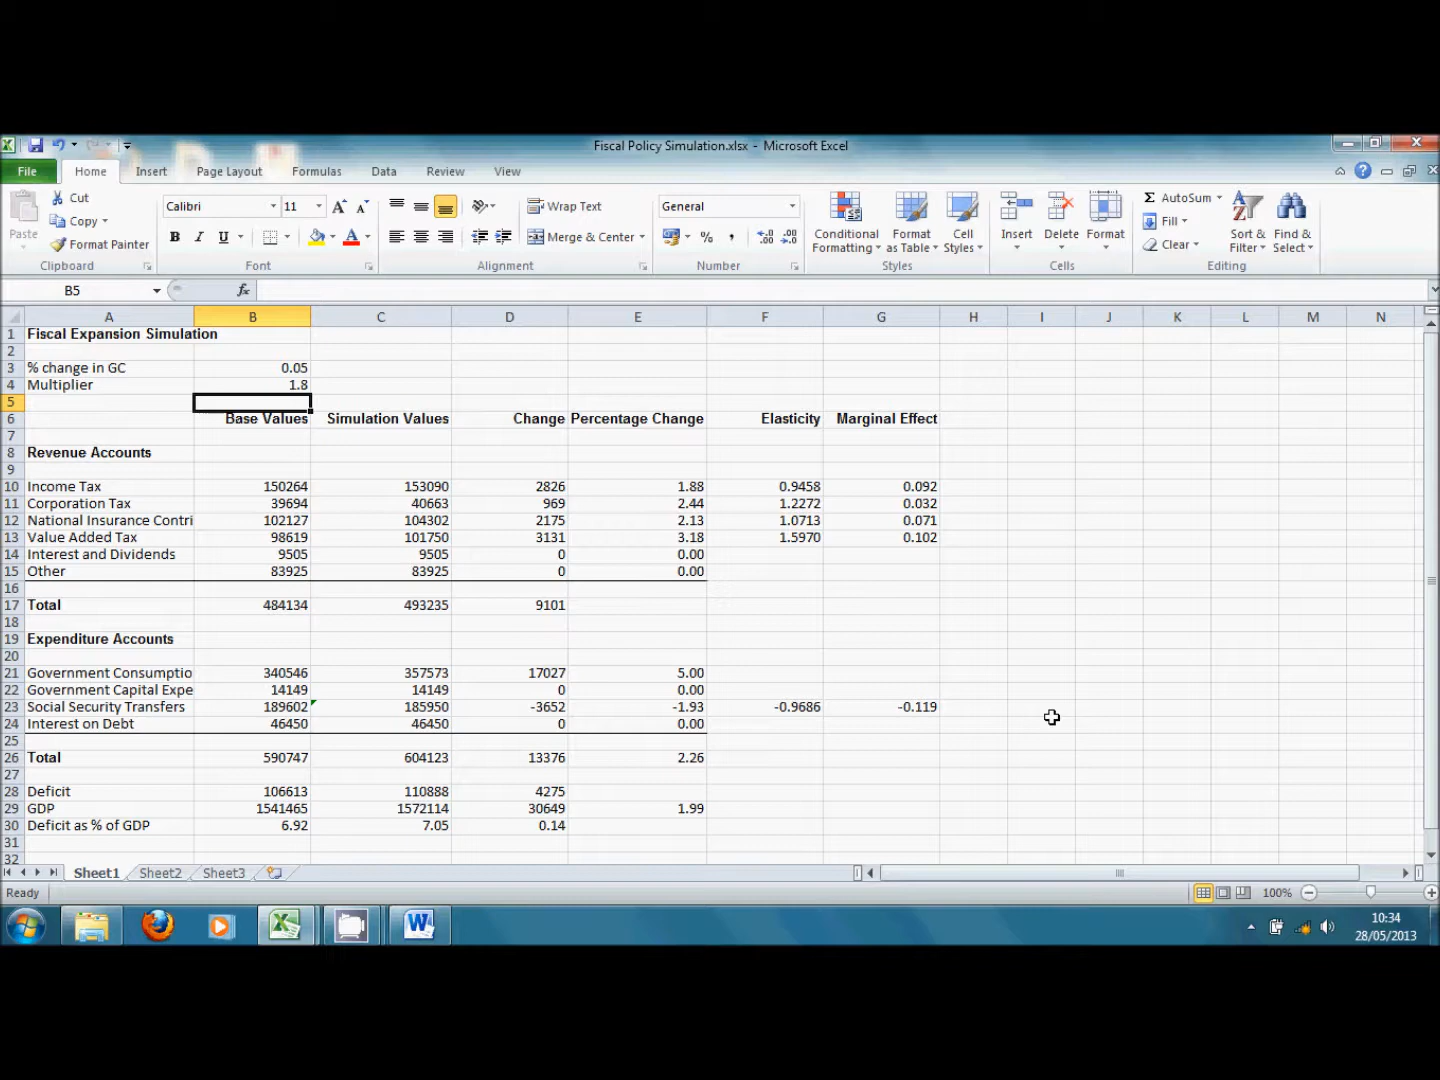 Fiscal Policy Simulation.xlsx - Microsoft Excel
File Home Insert Page Layout Formulas Data Review View
Paste Cut Copy Format Painter Clipboard
Calibri 11 A A B I U A Font
Wrap Text Merge & Center Alignment
General % , Number
Conditional Formatting Format as Table Cell Styles Styles
Insert Delete Format Cells
AutoSum Fill Clear Sort & Filter Find & Select Editing
B5 fx
A B C D E F G H I J K L M N
1 Fiscal Expansion Simulation
2
3 % change in GC 0.05
4 Multiplier 1.8
5
6 Base Values Simulation Values Change Percentage Change Elasticity Marginal Effect
7
8 Revenue Accounts
9
10 Income Tax 150264 153090 2826 1.88 0.9458 0.092
11 Corporation Tax 39694 40663 969 2.44 1.2272 0.032
12 National Insurance Contri 102127 104302 2175 2.13 1.0713 0.071
13 Value Added Tax 98619 101750 3131 3.18 1.5970 0.102
14 Interest and Dividends 9505 9505 0 0.00
15 Other 83925 83925 0 0.00
16
17 Total 484134 493235 9101
18
19 Expenditure Accounts
20
21 Government Consumptio 340546 357573 17027 5.00
22 Government Capital Expe 14149 14149 0 0.00
23 Social Security Transfers 189602 185950 -3652 -1.93 -0.9686 -0.119
24 Interest on Debt 46450 46450 0 0.00
25
26 Total 590747 604123 13376 2.26
27
28 Deficit 106613 110888 4275
29 GDP 1541465 1572114 30649 1.99
30 Deficit as % of GDP 6.92 7.05 0.14
31
32
Sheet1 Sheet2 Sheet3
Ready 100%
10:34
28/05/2013